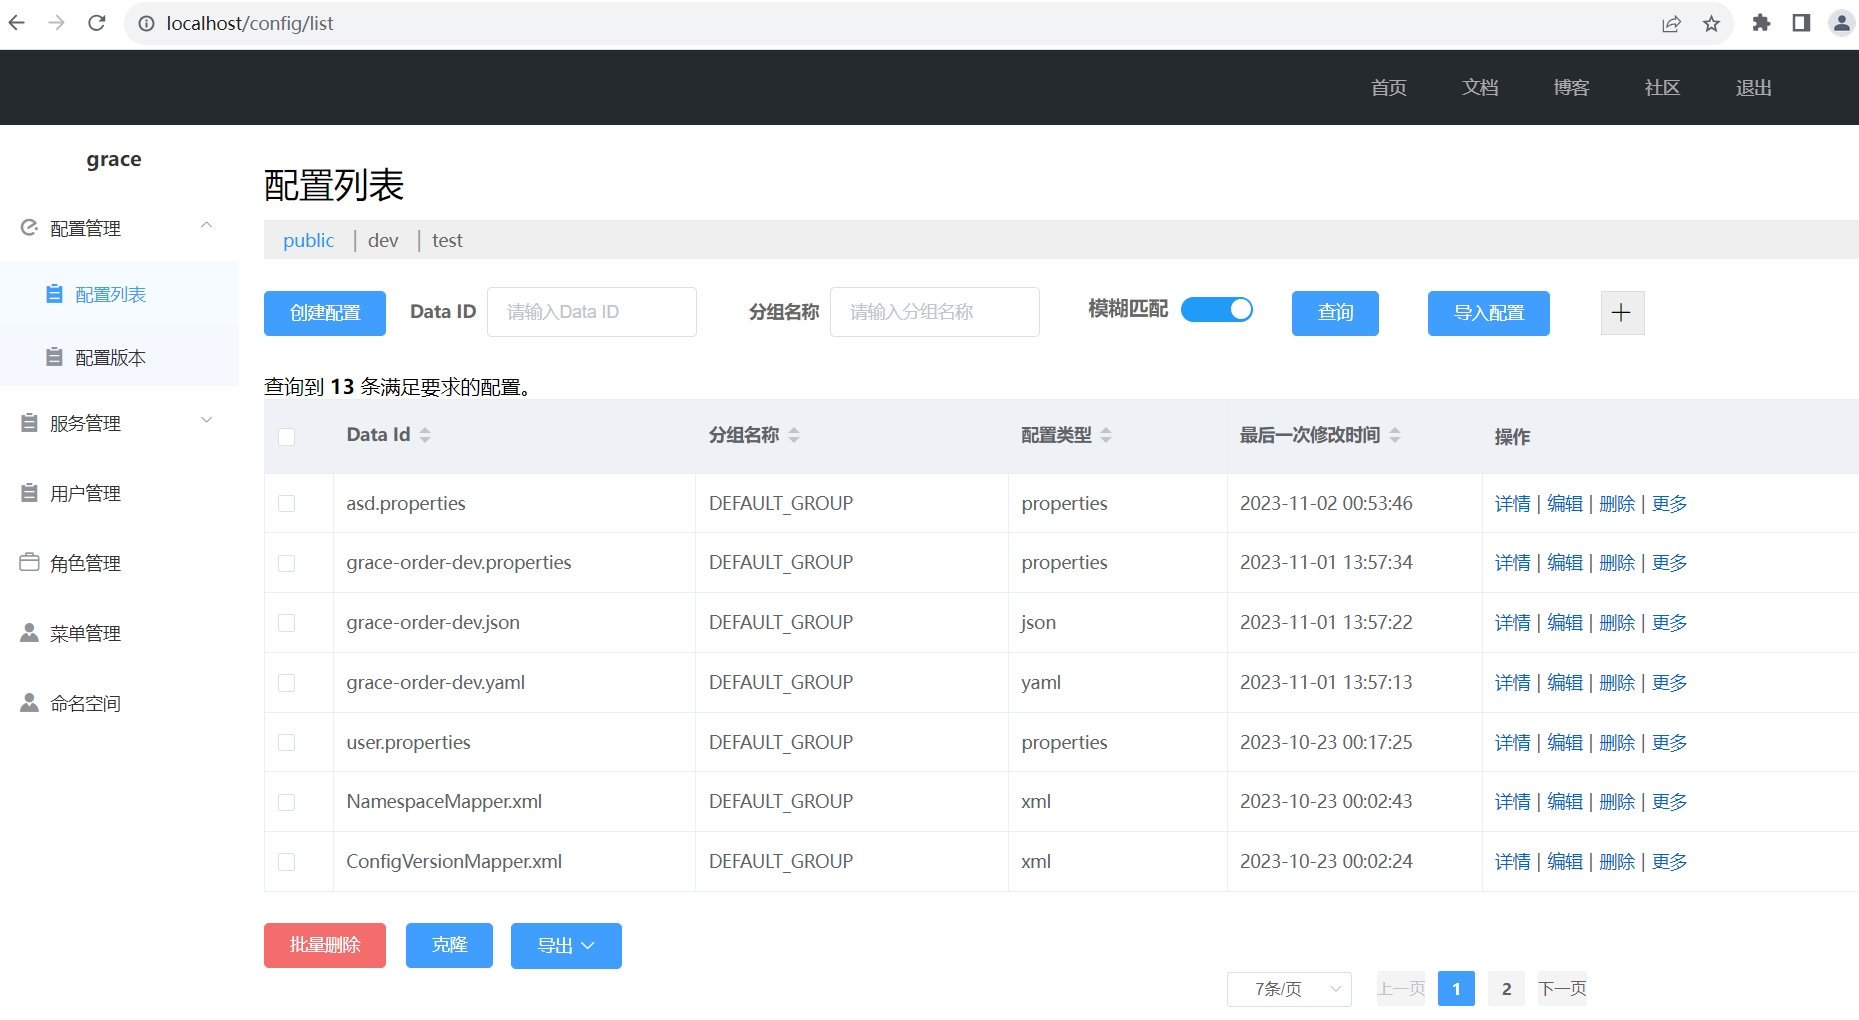 localhost/config/list
首页 文档 博客 社区 退出
grace
配置管理
配置列表
配置版本
服务管理
用户管理
角色管理
菜单管理
命名空间
配置列表
public | dev | test
创建配置 Data ID 请输入Data ID 分组名称 请输入分组名称 模糊匹配 查询 导入配置 +
查询到 13 条满足要求的配置。
Data Id 分组名称 配置类型 最后一次修改时间 操作
asd.properties DEFAULT_GROUP properties 2023-11-02 00:53:46 详情 | 编辑 | 删除 | 更多
grace-order-dev.properties DEFAULT_GROUP properties 2023-11-01 13:57:34 详情 | 编辑 | 删除 | 更多
grace-order-dev.json DEFAULT_GROUP json 2023-11-01 13:57:22 详情 | 编辑 | 删除 | 更多
grace-order-dev.yaml DEFAULT_GROUP yaml 2023-11-01 13:57:13 详情 | 编辑 | 删除 | 更多
user.properties DEFAULT_GROUP properties 2023-10-23 00:17:25 详情 | 编辑 | 删除 | 更多
NamespaceMapper.xml DEFAULT_GROUP xml 2023-10-23 00:02:43 详情 | 编辑 | 删除 | 更多
ConfigVersionMapper.xml DEFAULT_GROUP xml 2023-10-23 00:02:24 详情 | 编辑 | 删除 | 更多
批量删除 克隆 导出
7条/页 上一页 1 2 下一页